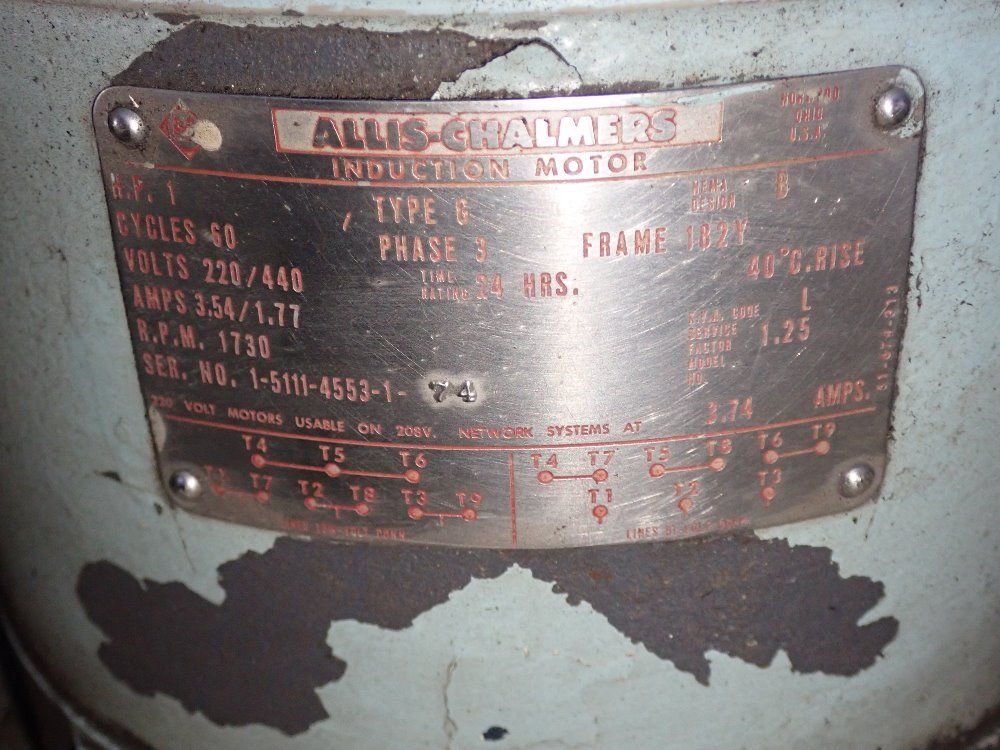 ALLIS-CHALMERS
INDUCTION MOTOR
NORWOOD
OHIO
U.S.A.
H.P. 1
TYPE G
NEMA DESIGN B
CYCLES 60
PHASE 3
FRAME 182Y
VOLTS 220/440
TIME RATING 24 HRS.
40°C.RISE
AMPS 3.54/1.77
K.V.A. CODE L
R.P.M. 1730
SERVICE FACTOR 1.25
MODEL NO.
SER. NO. 1-5111-4553-1- 74
220 VOLT MOTORS USABLE ON 208V. NETWORK SYSTEMS AT 3.74 AMPS.
T4 T5 T6
T1 T7 T2 T8 T3 T9
T4 T7 T5 T8 T6 T9
T1 T2 T3